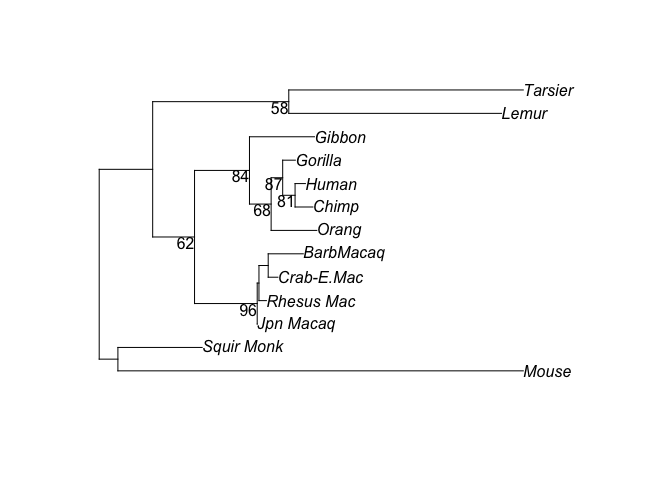 Tarsier
58
Lemur
Gibbon
Gorilla
84
87
Human
81
Chimp
68
Orang
62
BarbMacaq
Crab-E.Mac
Rhesus Mac
96
Jpn Macaq
Squir Monk
Mouse